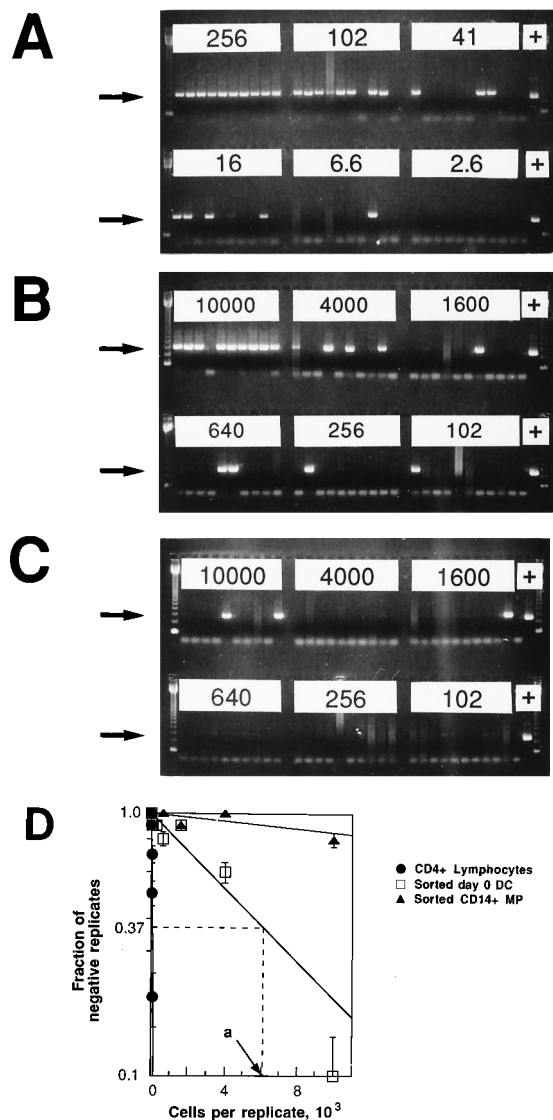 A
256 102 41 +
16 6.6 2.6 +
B
10000 4000 1600 +
640 256 102 +
C
10000 4000 1600 +
640 256 102 +
D
1.0
0.37
0.1
Fraction of
negative replicates
a
0 4 8
Cells per replicate, 10³
CD4+ Lymphocytes
Sorted day 0 DC
Sorted CD14+ MP